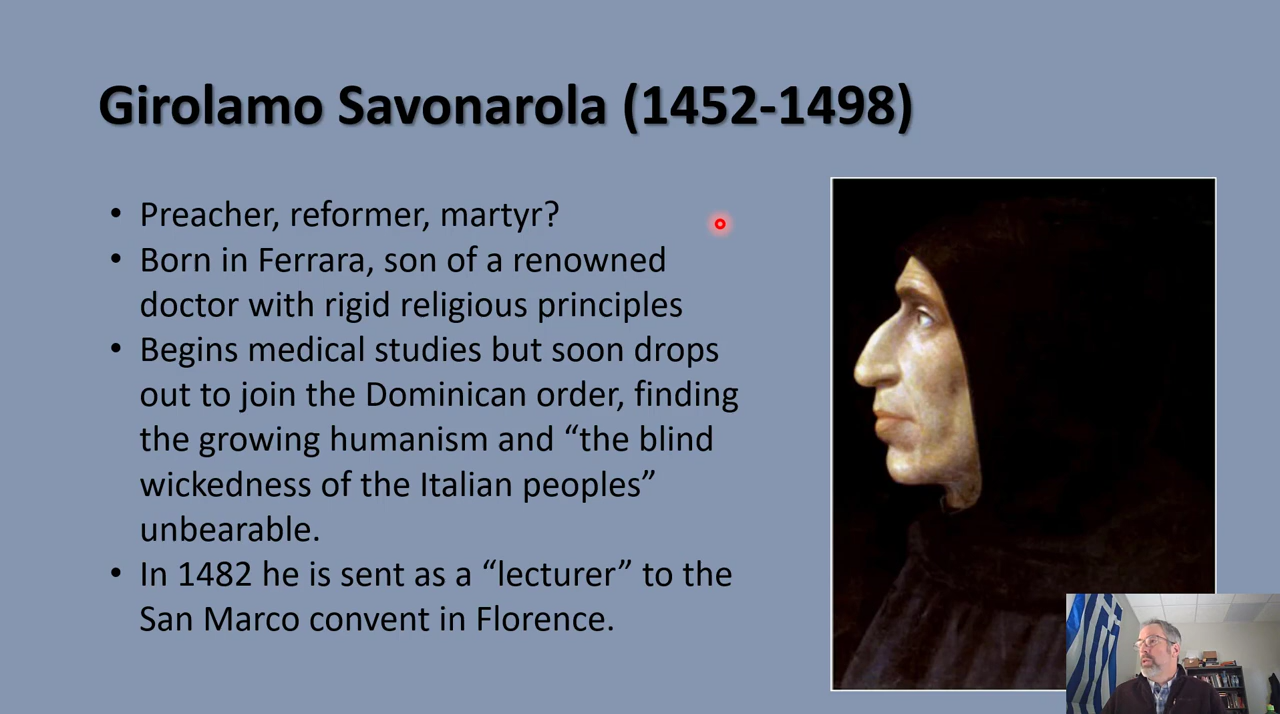 Girolamo Savonarola (1452-1498)
• Preacher, reformer, martyr?
• Born in Ferrara, son of a renowned
doctor with rigid religious principles
• Begins medical studies but soon drops
out to join the Dominican order, finding
the growing humanism and “the blind
wickedness of the Italian peoples”
unbearable.
• In 1482 he is sent as a “lecturer” to the
San Marco convent in Florence.